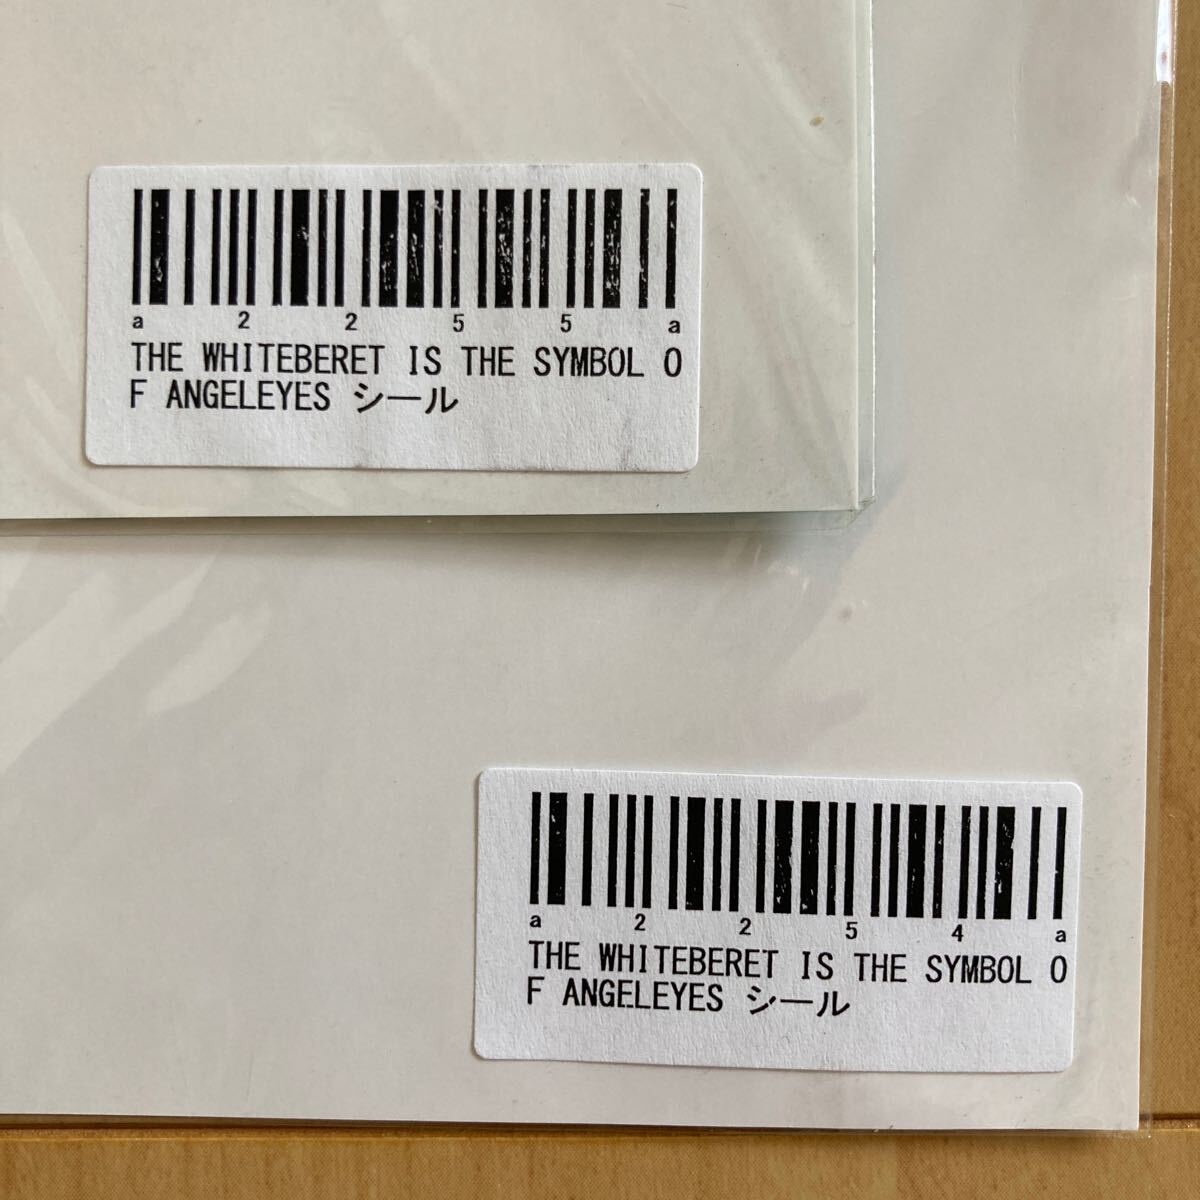 a 2 2 5 5 a
THE WHITEBERET IS THE SYMBOL O
F ANGELEYES シール
a 2 2 5 4 a
THE WHITEBERET IS THE SYMBOL O
F ANGELEYES シール